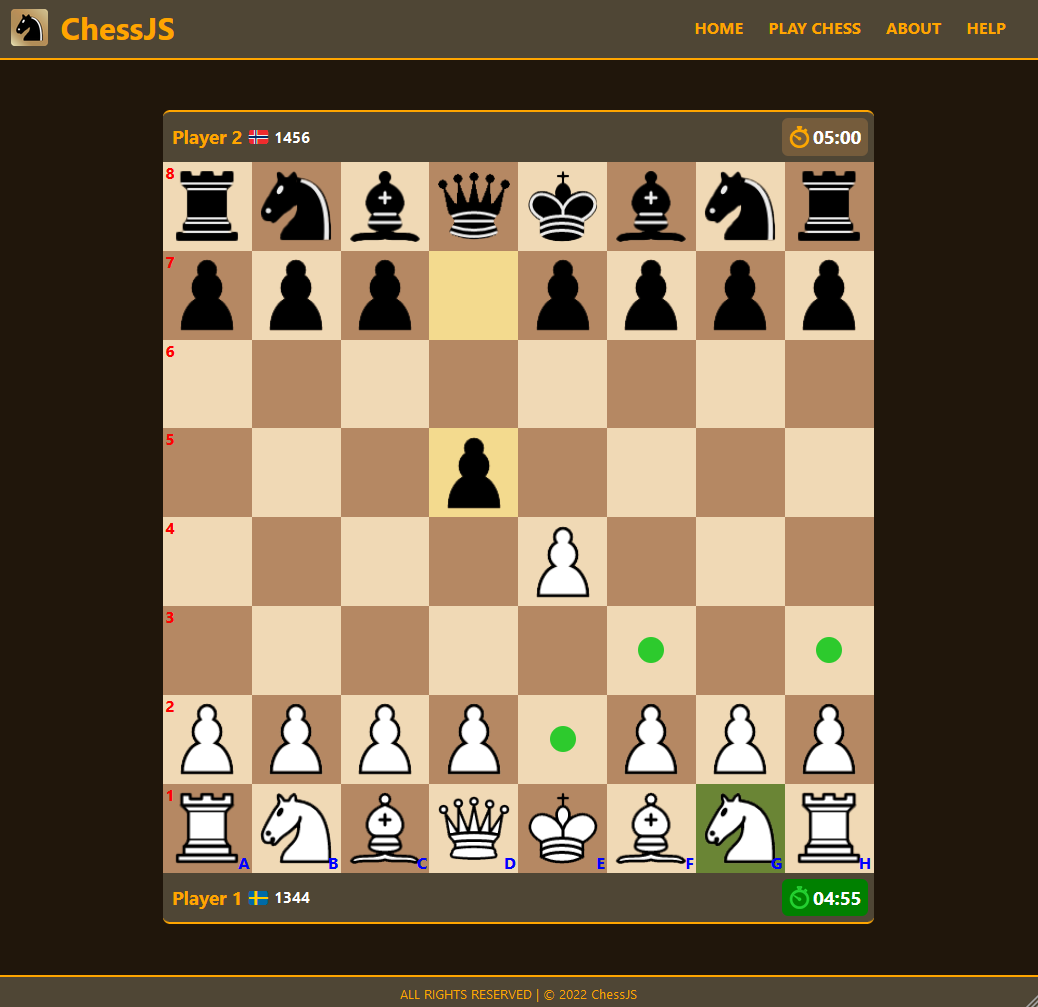 ChessJS HOME PLAY CHESS ABOUT HELP
Player 2 1456 05:00
8
7
6
5
4
3
2
1
A B C D E F G H
Player 1 1344 04:55
ALL RIGHTS RESERVED | © 2022 ChessJS